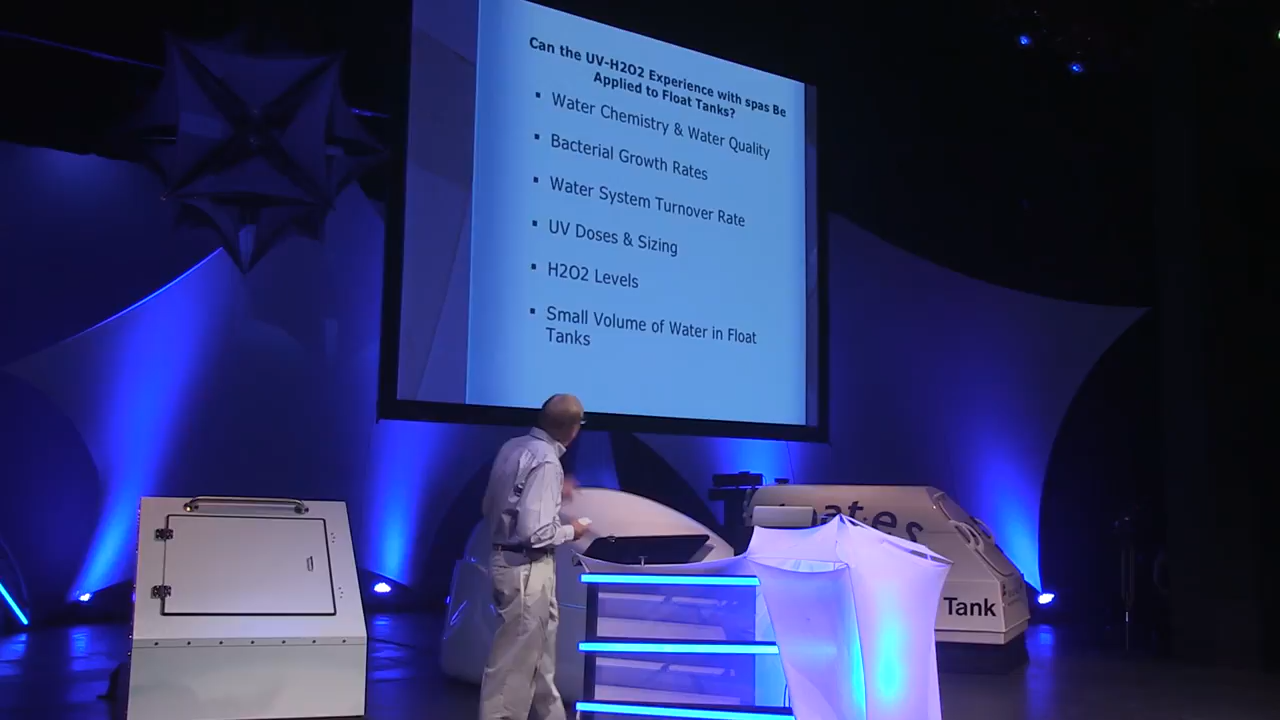 Can the UV-H2O2 Experience with spas Be
Applied to Float Tanks?
▪ Water Chemistry & Water Quality
▪ Bacterial Growth Rates
▪ Water System Turnover Rate
▪ UV Doses & Sizing
▪ H2O2 Levels
▪ Small Volume of Water in Float
Tanks
Tank